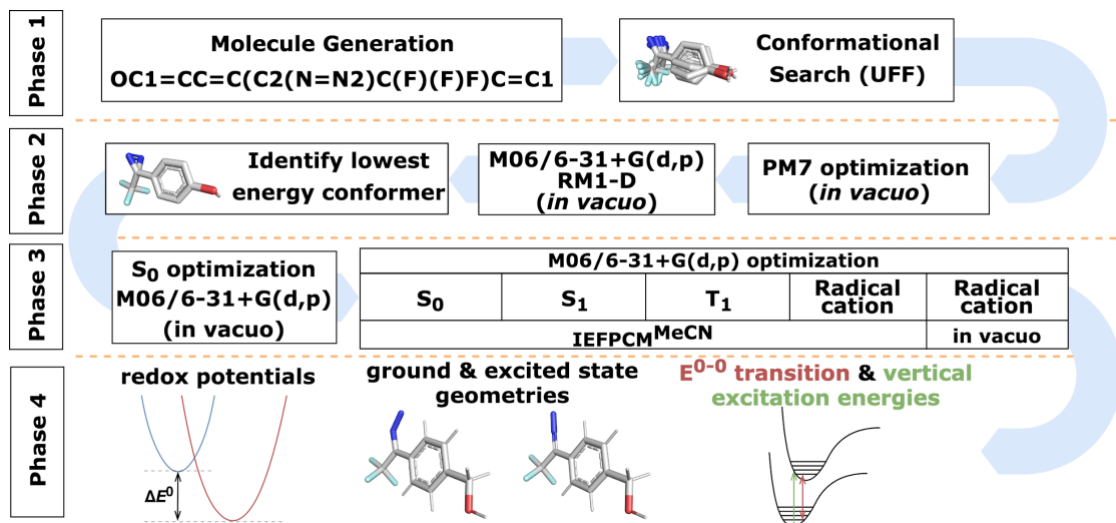 Phase 1
Molecule Generation
OC1=CC=C(C2(N=N2)C(F)(F)F)C=C1
Conformational
Search (UFF)
Phase 2
Identify lowest
energy conformer
M06/6-31+G(d,p)
RM1-D
(in vacuo)
PM7 optimization
(in vacuo)
Phase 3
S0 optimization
M06/6-31+G(d,p)
(in vacuo)
M06/6-31+G(d,p) optimization
S0
S1
T1
Radical
cation
Radical
cation
IEFPCMMeCN
in vacuo
Phase 4
redox potentials
ΔE0
ground & excited state
geometries
E0-0 transition & vertical
excitation energies